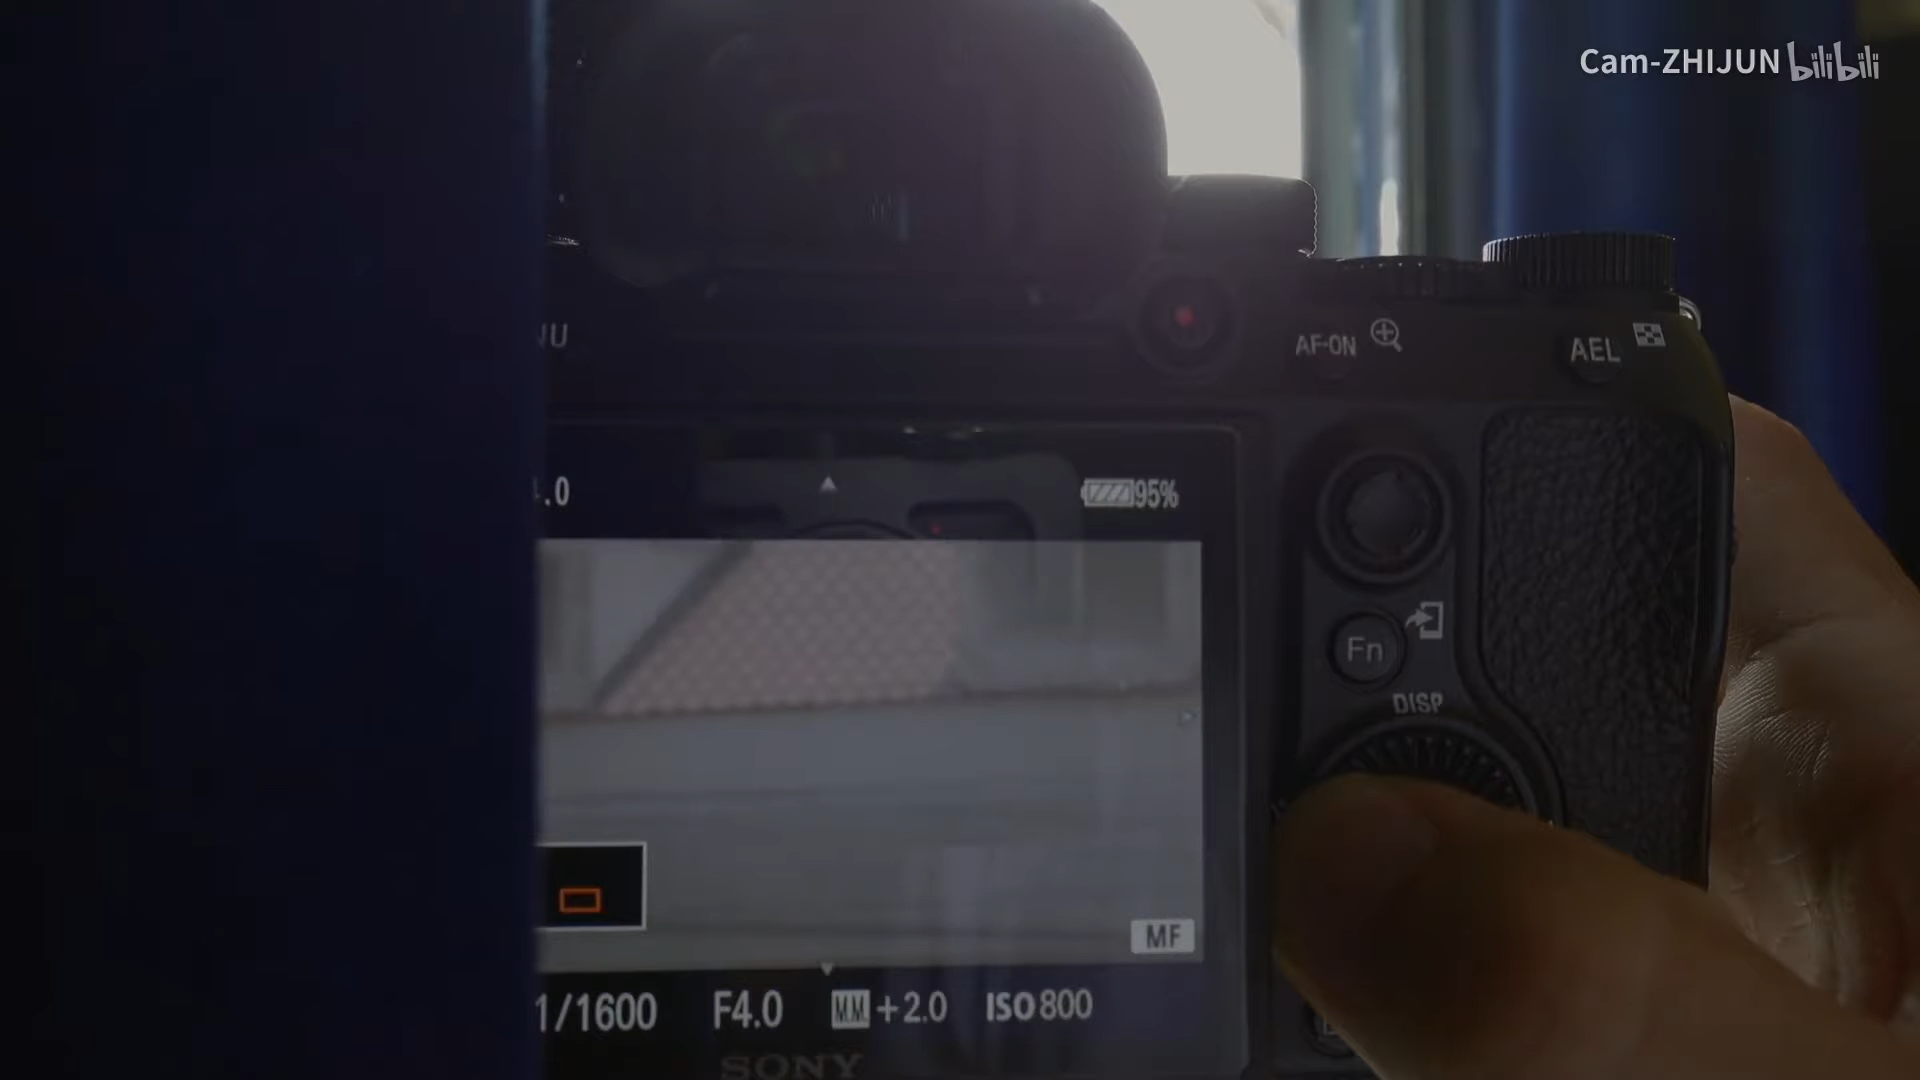 Cam-ZHIJUN bilibili
AF-ON
AEL
.0
95%
Fn
DISP
MF
1/1600 F4.0 M.M. +2.0 ISO 800
SONY